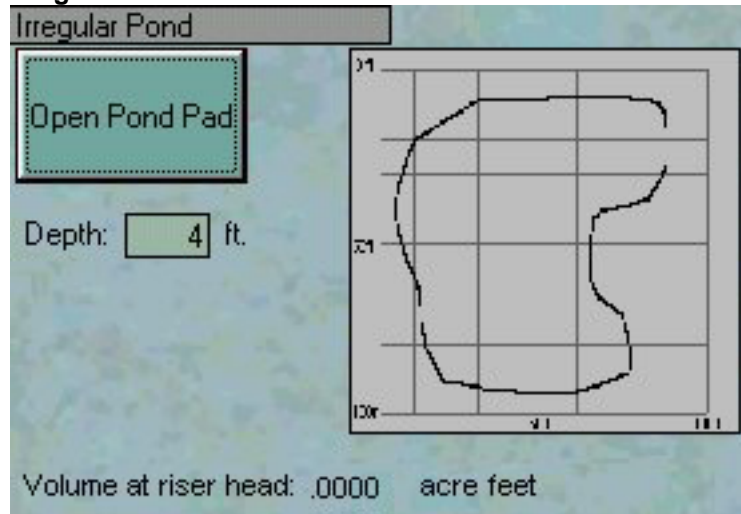 Irregular Pond
Open Pond Pad
Depth: 4 ft.
Volume at riser head: .0000 acre feet